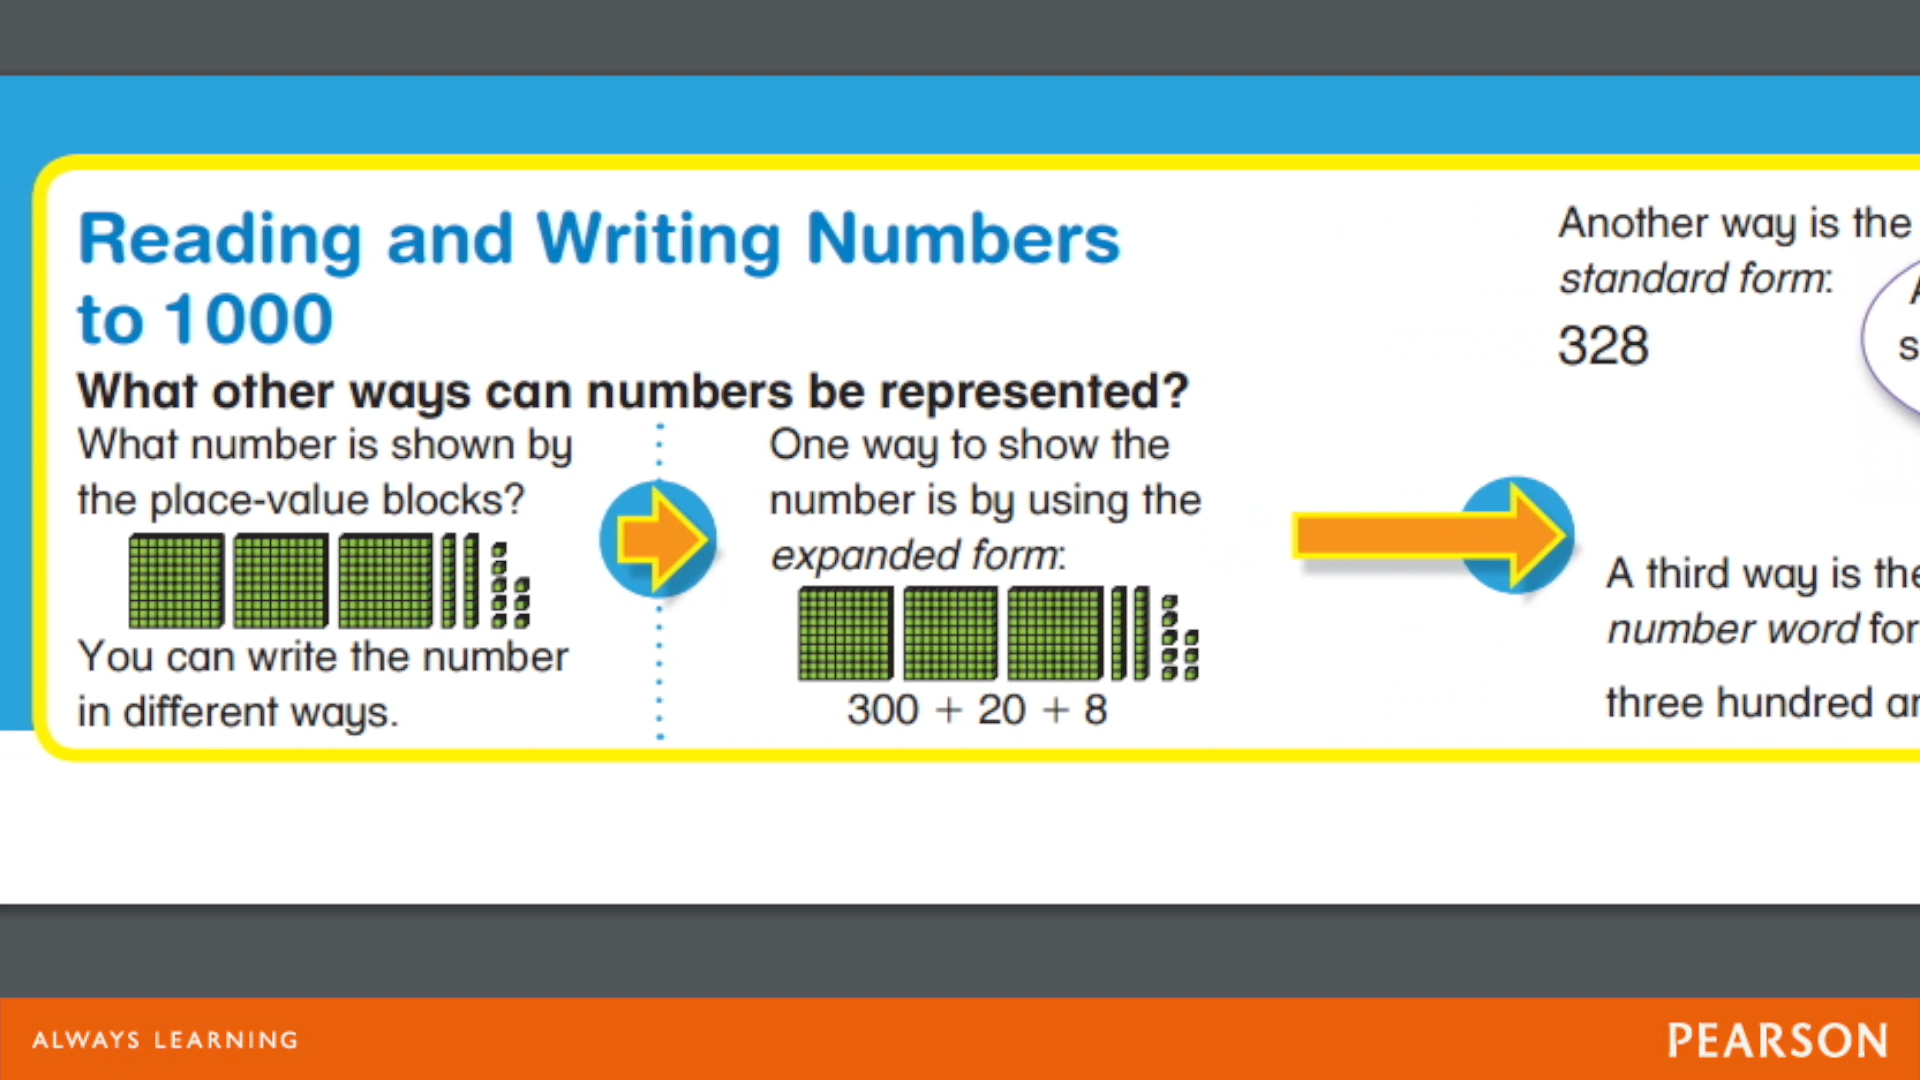 Reading and Writing Numbers
to 1000
What other ways can numbers be represented?
What number is shown by
the place-value blocks?
You can write the number
in different ways.
One way to show the
number is by using the
expanded form:
300 + 20 + 8
Another way is the
standard form:
328
A third way is the
number word for
three hundred
ALWAYS LEARNING
PEARSON